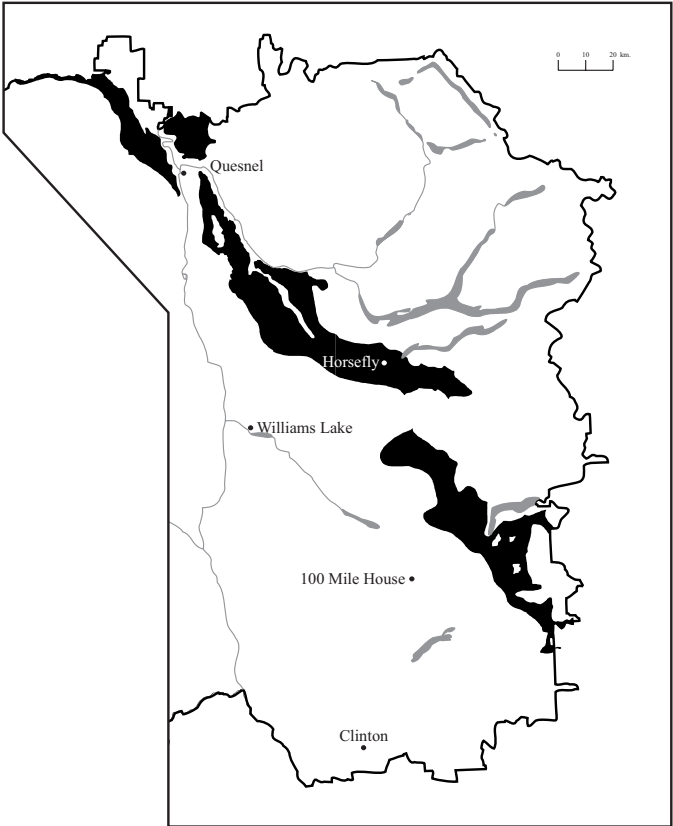 0 10 20 km.
Quesnel
Horsefly
Williams Lake
100 Mile House
Clinton